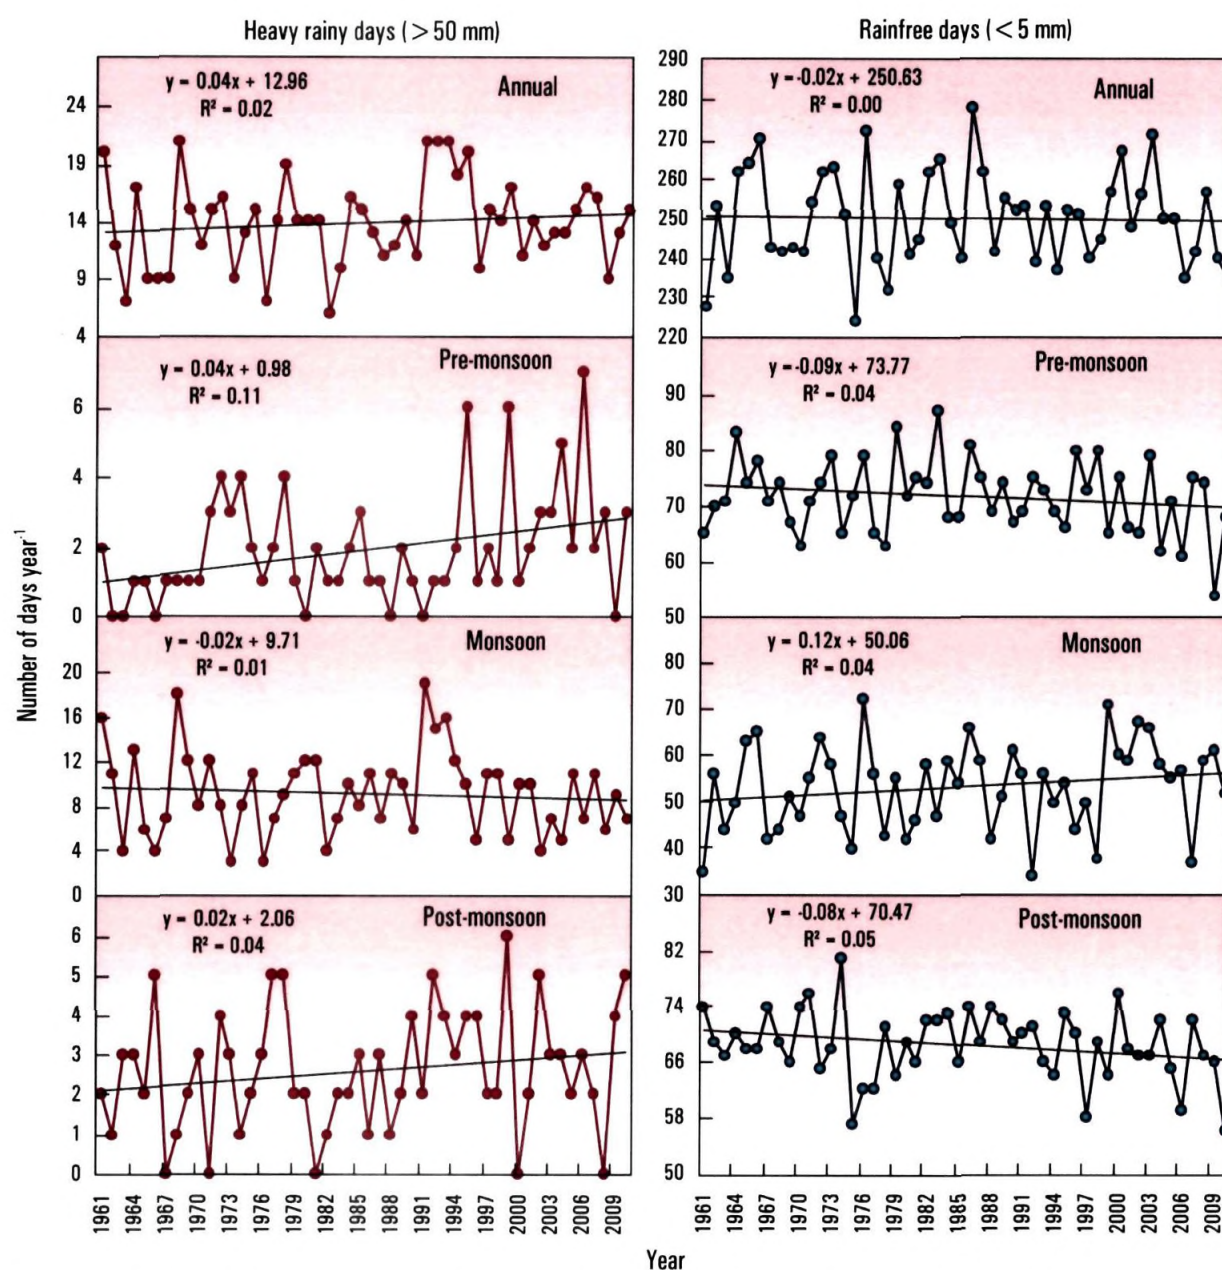 Heavy rainy days (> 50 mm)
Rainfree days (< 5 mm)
y = 0.04x + 12.96
R² = 0.02
Annual
24
19
14
9
4
y = 0.04x + 0.98
R² = 0.11
Pre-monsoon
6
4
2
0
y = -0.02x + 9.71
R² = 0.01
Monsoon
20
16
12
8
4
0
y = 0.02x + 2.06
R² = 0.04
Post-monsoon
6
5
4
3
2
1
0
1961
1964
1967
1970
1973
1976
1979
1982
1985
1988
1991
1994
1997
2000
2003
2006
2009
y = -0.02x + 250.63
R² = 0.00
Annual
290
280
270
260
250
240
230
220
y = -0.09x + 73.77
R² = 0.04
Pre-monsoon
90
80
70
60
50
y = 0.12x + 50.06
R² = 0.04
Monsoon
80
70
60
50
40
30
y = -0.08x + 70.47
R² = 0.05
Post-monsoon
82
74
66
58
50
1961
1964
1967
1970
1973
1976
1979
1982
1985
1988
1991
1994
1997
2000
2003
2006
2009
Number of days year⁻¹
Year